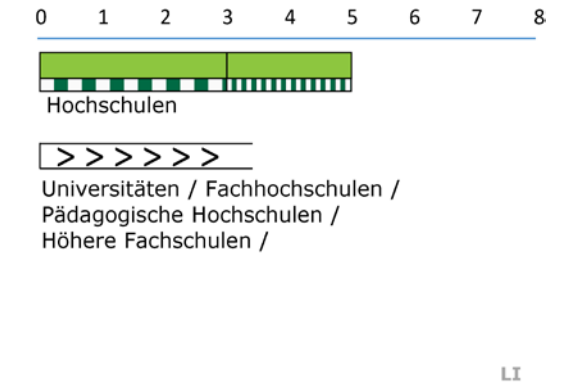 0 1 2 3 4 5 6 7 8
Hochschulen
> > > > > >
Universitäten / Fachhochschulen /
Pädagogische Hochschulen /
Höhere Fachschulen /
LI